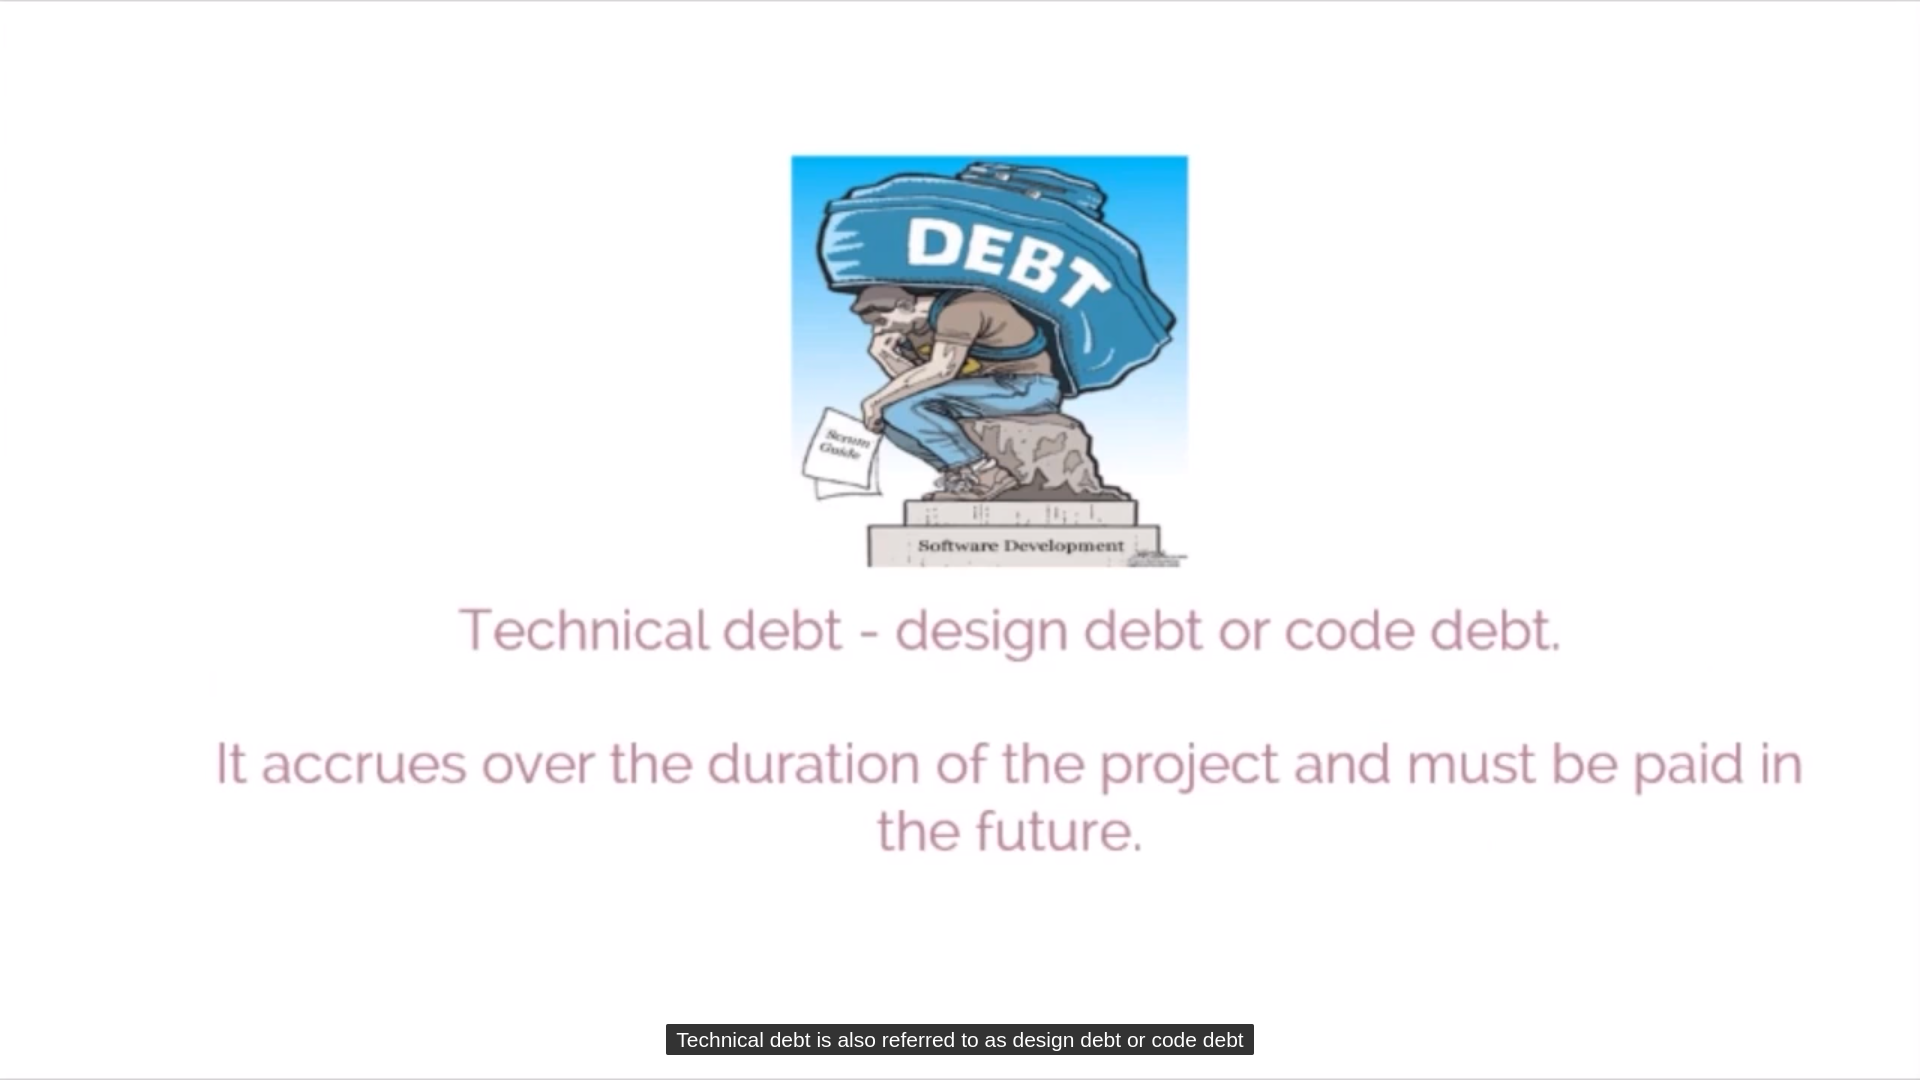 DEBT
Scrum
Guide
Software Development
Technical debt - design debt or code debt.
It accrues over the duration of the project and must be paid in
the future.
Technical debt is also referred to as design debt or code debt